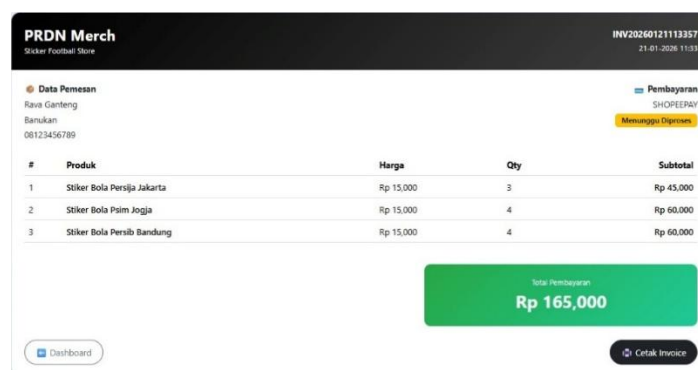 PRDN Merch
INV20260121113357
Sticker Football Store
21-01-2026 11:33
Data Pemesan
Pembayaran
Rava Ganteng
SHOPEEPAY
Banukan
Menunggu Diproses
08123456789
# Produk Harga Qty Subtotal
1 Stiker Bola Persija Jakarta Rp 15,000 3 Rp 45,000
2 Stiker Bola Psim Jogja Rp 15,000 4 Rp 60,000
3 Stiker Bola Persib Bandung Rp 15,000 4 Rp 60,000
Total Pembayaran
Rp 165,000
Dashboard
Cetak Invoice